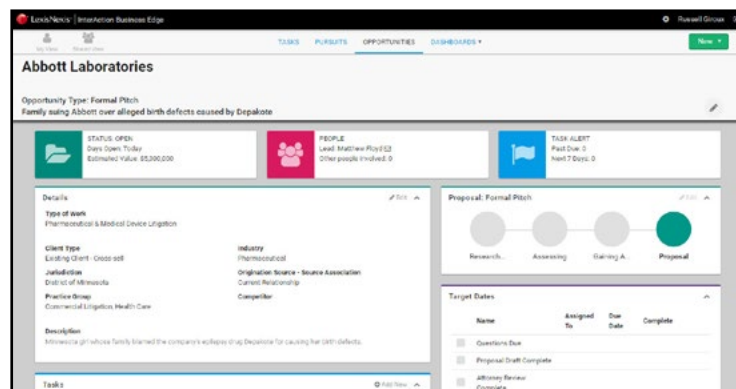 LexisNexis | InterAction Business Edge
Russell Giroux
My View
Shared View
TASKS
PURSUITS
OPPORTUNITIES
DASHBOARDS
New
Abbott Laboratories
Opportunity Type: Formal Pitch
Family suing Abbott over alleged birth defects caused by Depakote
STATUS: OPEN
Days Open: Today
Estimated Value: $5,000,000
PEOPLE
Lead: Matthew Floyd
Other people involved: 0
TASK ALERT
Past Due: 0
Next 7 Days: 0
Details
Edit
Type of Work
Pharmaceutical & Medical Device Litigation
Client Type
Existing Client - Cross-sell
Industry
Pharmaceutical
Jurisdiction
District of Minnesota
Origination Source - Source Association
Current Relationship
Practice Group
Commercial Litigation, Health Care
Competitor
Description
Minnesota girl whose family blamed the company's epilepsy drug Depakote for causing her birth defects.
Tasks
Add New
Proposal: Formal Pitch
Edit
Research...
Assessing
Gaining A...
Proposal
Target Dates
Name
Assigned To
Due Date
Complete
Questions Due
Proposal Draft Complete
Attorney Review
Complete